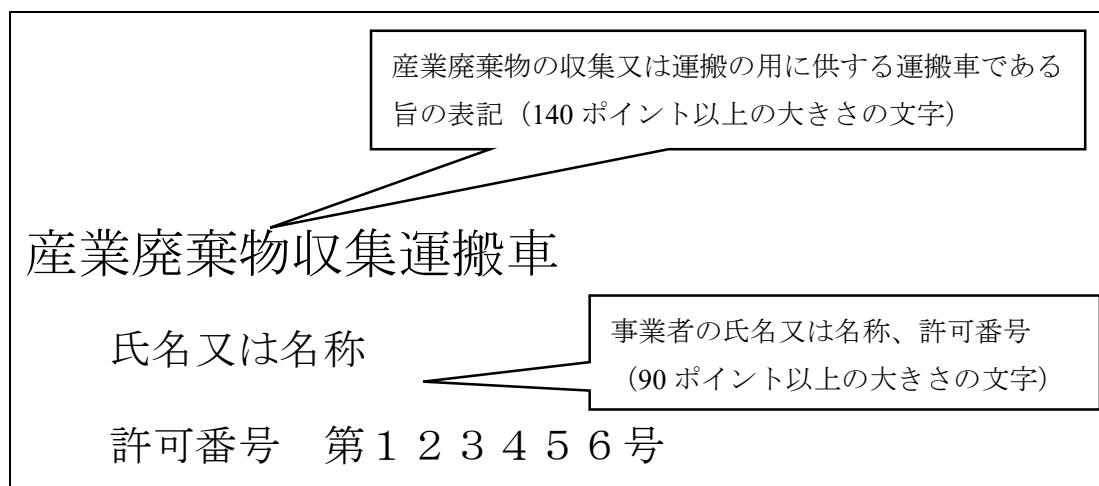 産業廃棄物の収集又は運搬の用に供する運搬車である
旨の表記（140 ポイント以上の大きさの文字）
産業廃棄物収集運搬車
氏名又は名称
事業者の氏名又は名称、許可番号
（90 ポイント以上の大きさの文字）
許可番号　第１２３４５６号